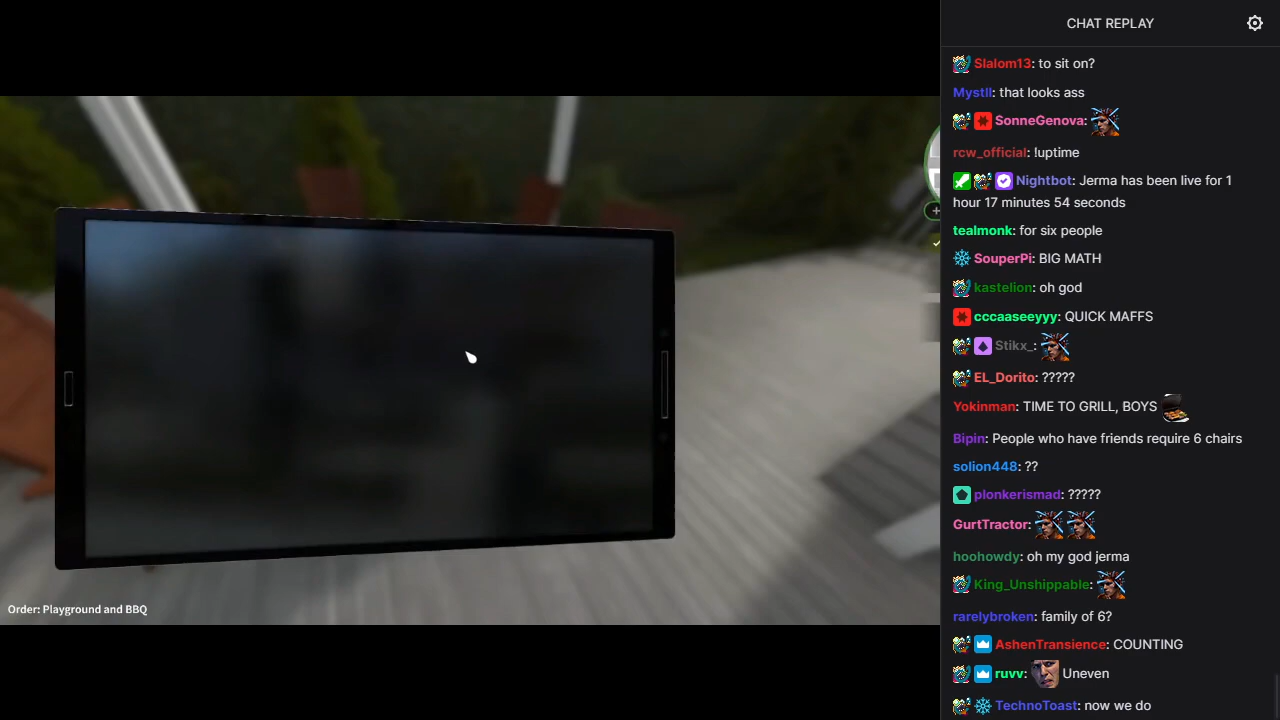 CHAT REPLAY
Slalom13: to sit on?
Mystll: that looks ass
SonneGenova:
rcw_official: !uptime
Nightbot: Jerma has been live for 1
hour 17 minutes 54 seconds
tealmonk: for six people
SouperPi: BIG MATH
kastelion: oh god
cccaaseeyyy: QUICK MAFFS
Stikx_:
EL_Dorito: ?????
Yokinman: TIME TO GRILL, BOYS
Bipin: People who have friends require 6 chairs
solion448: ??
plonkerismad: ?????
GurtTractor:
hoohowdy: oh my god jerma
King_Unshippable:
rarelybroken: family of 6?
AshenTransience: COUNTING
ruvv: Uneven
TechnoToast: now we do
Order: Playground and BBQ